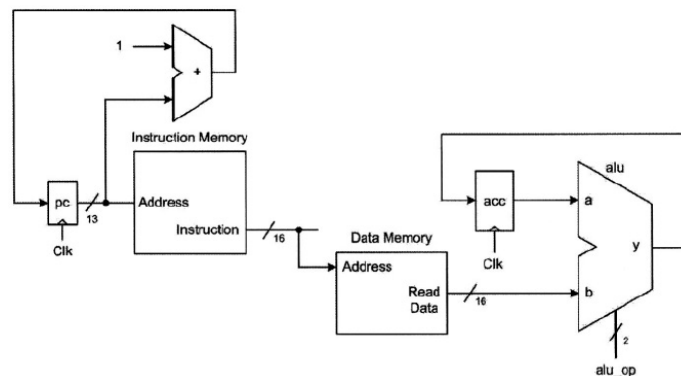 1
+
Instruction Memory
pc
13
Clk
Address
Instruction
16
Data Memory
Address
Read
Data
16
acc
Clk
alu
a
b
y
2
alu_op